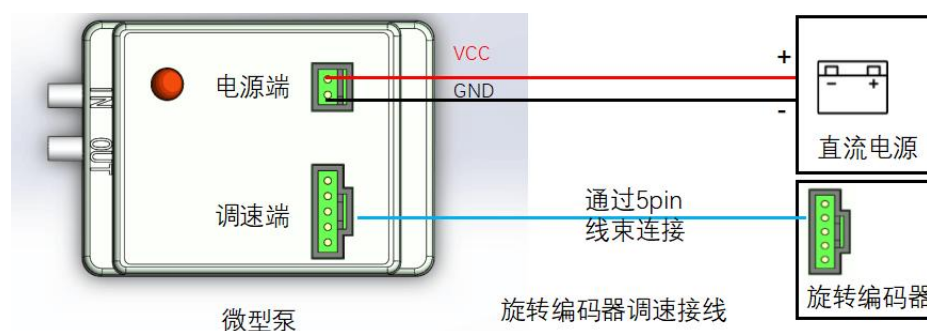 VCC
+
电源端
GND
- +
-
IN
直流电源
OUT
通过5pin
调速端
线束连接
旋转编码器
旋转编码器调速接线
微型泵